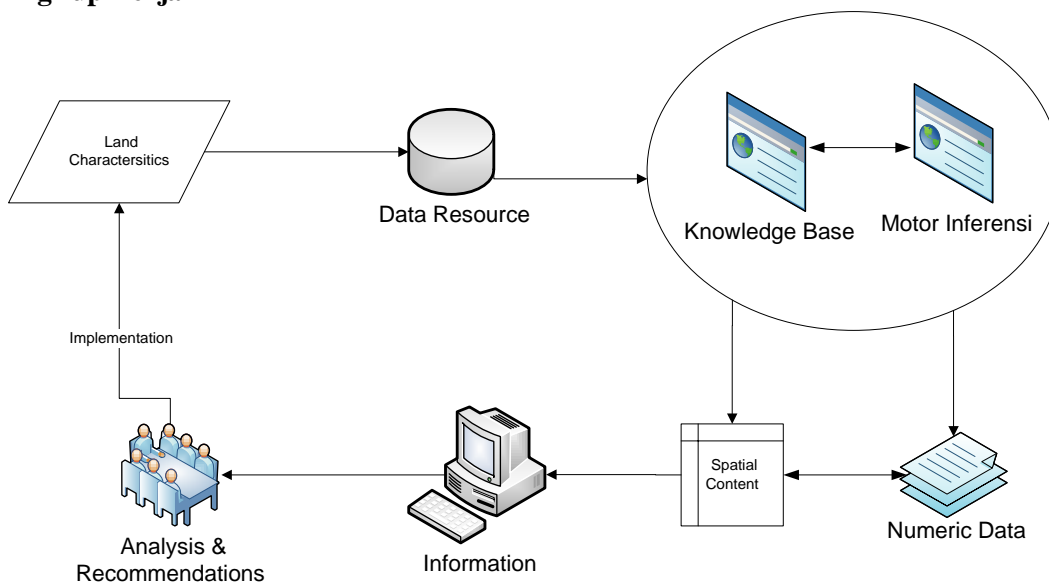 Land
Charactersitics
Data Resource
Knowledge Base
Motor Inferensi
Implementation
Spatial
Content
Numeric Data
Information
Analysis &
Recommendations